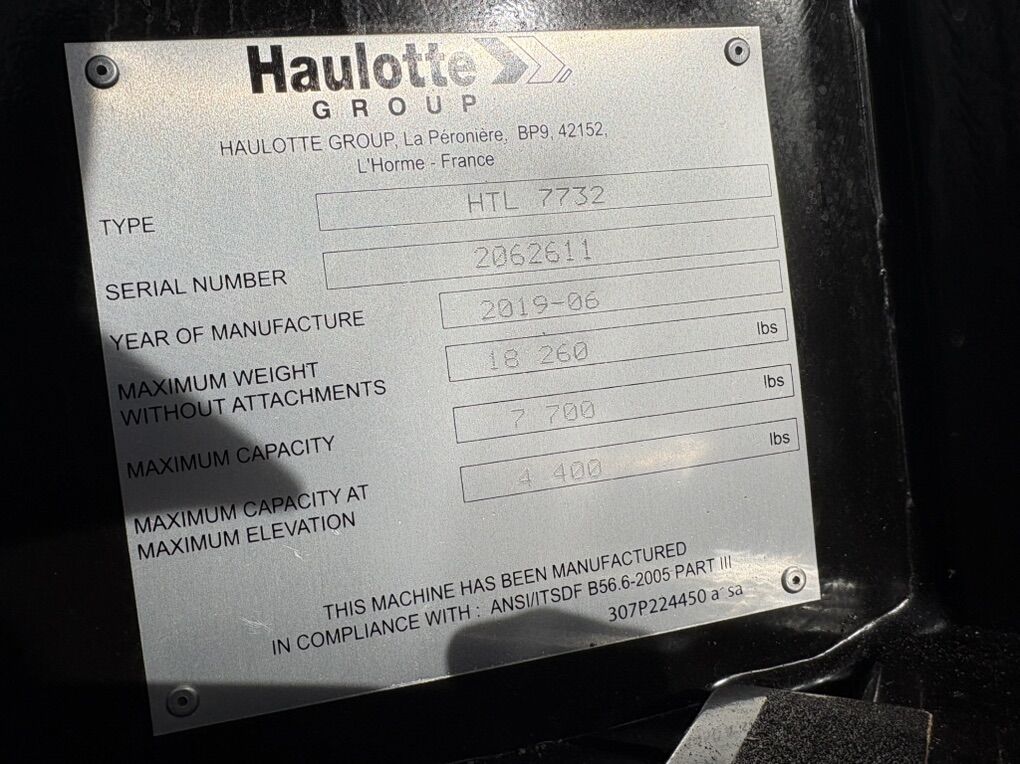 Haulotte
GROUP
HAULOTTE GROUP, La Péronière, BP9, 42152,
L'Horme - France
TYPE HTL 7732
SERIAL NUMBER 2062611
YEAR OF MANUFACTURE 2019-06
MAXIMUM WEIGHT
WITHOUT ATTACHMENTS 18 260 lbs
MAXIMUM CAPACITY 7 700 lbs
MAXIMUM CAPACITY AT
MAXIMUM ELEVATION 4 400 lbs
THIS MACHINE HAS BEEN MANUFACTURED
IN COMPLIANCE WITH : ANSI/ITSDF B56.6-2005 PART III
307P224450 a sa